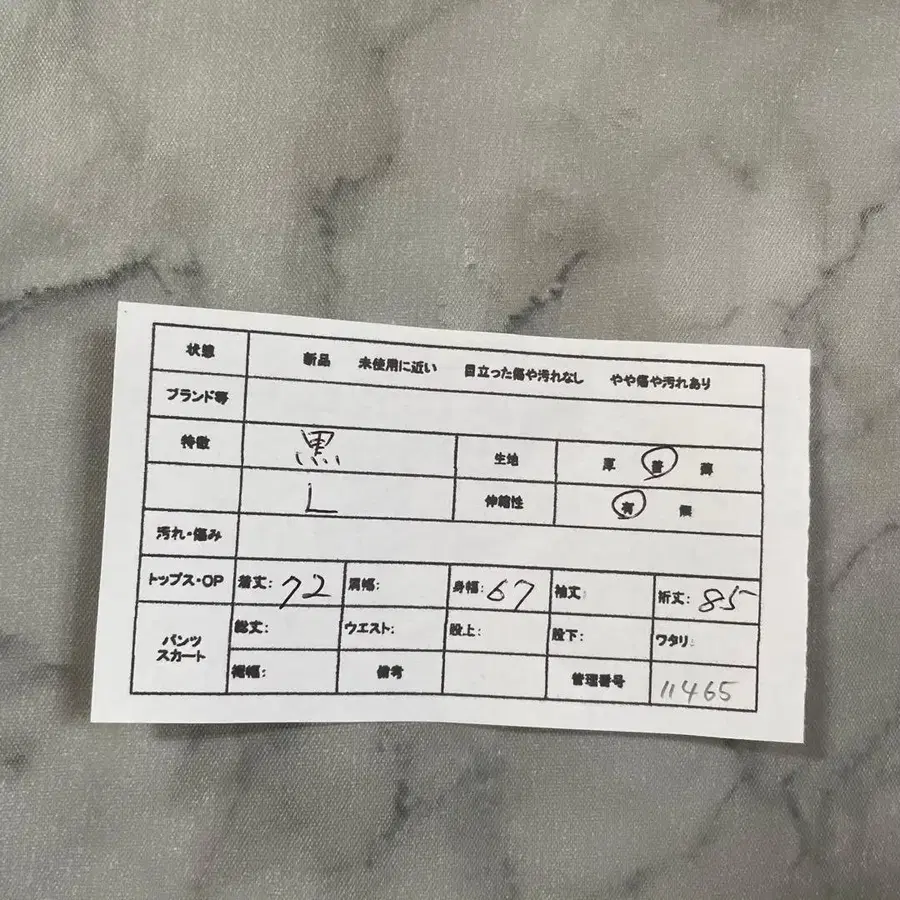 状態 新品 未使用に近い 目立った傷や汚れなし やや傷や汚れあり
ブランド等
特徴 黒 生地 厚 普 薄
L 伸縮性 有 無
汚れ・傷み
トップス・OP 着丈: 72 肩幅: 身幅: 67 袖丈: 裄丈: 85
パンツ スカート 総丈: ウエスト: 股上: 股下: ワタリ:
裾幅: 備考 管理番号 11465